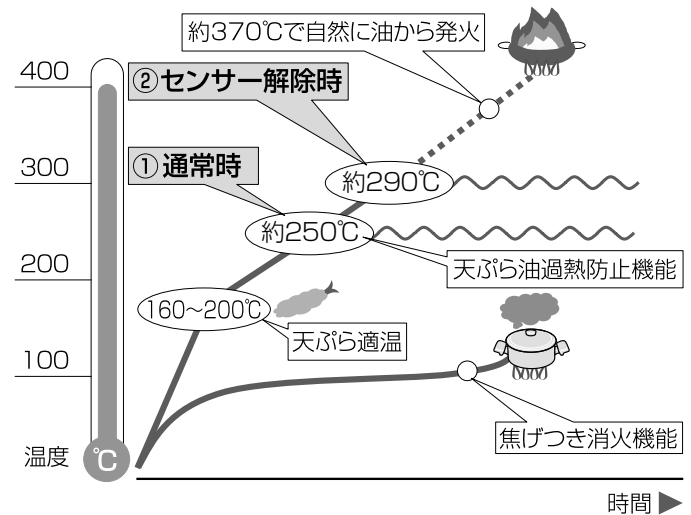 約370℃で自然に油から発火
400
②センサー解除時
300
①通常時
約290℃
約250℃
天ぷら油過熱防止機能
200
160〜200℃
天ぷら適温
100
焦げつき消火機能
温度
℃
時間